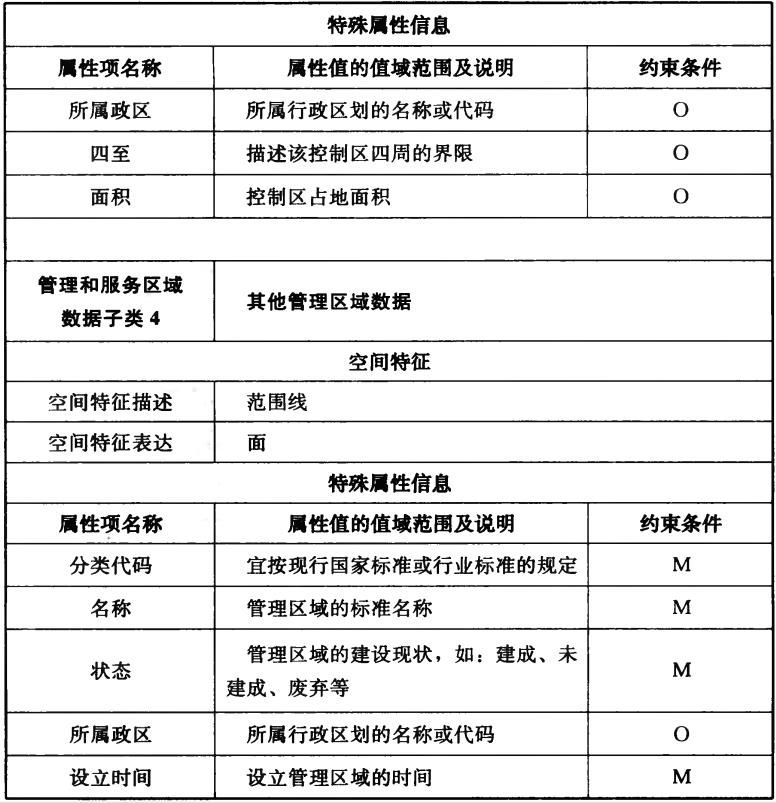 特殊属性信息
属性项名称 属性值的值域范围及说明 约束条件
所属政区 所属行政区划的名称或代码 O
四至 描述该控制区四周的界限 O
面积 控制区占地面积 O
管理和服务区域
数据子类 4 其他管理区域数据
空间特征
空间特征描述 范围线
空间特征表达 面
特殊属性信息
属性项名称 属性值的值域范围及说明 约束条件
分类代码 宜按现行国家标准或行业标准的规定 M
名称 管理区域的标准名称 M
状态 管理区域的建设现状，如：建成、未
建成、废弃等 M
所属政区 所属行政区划的名称或代码 O
设立时间 设立管理区域的时间 M